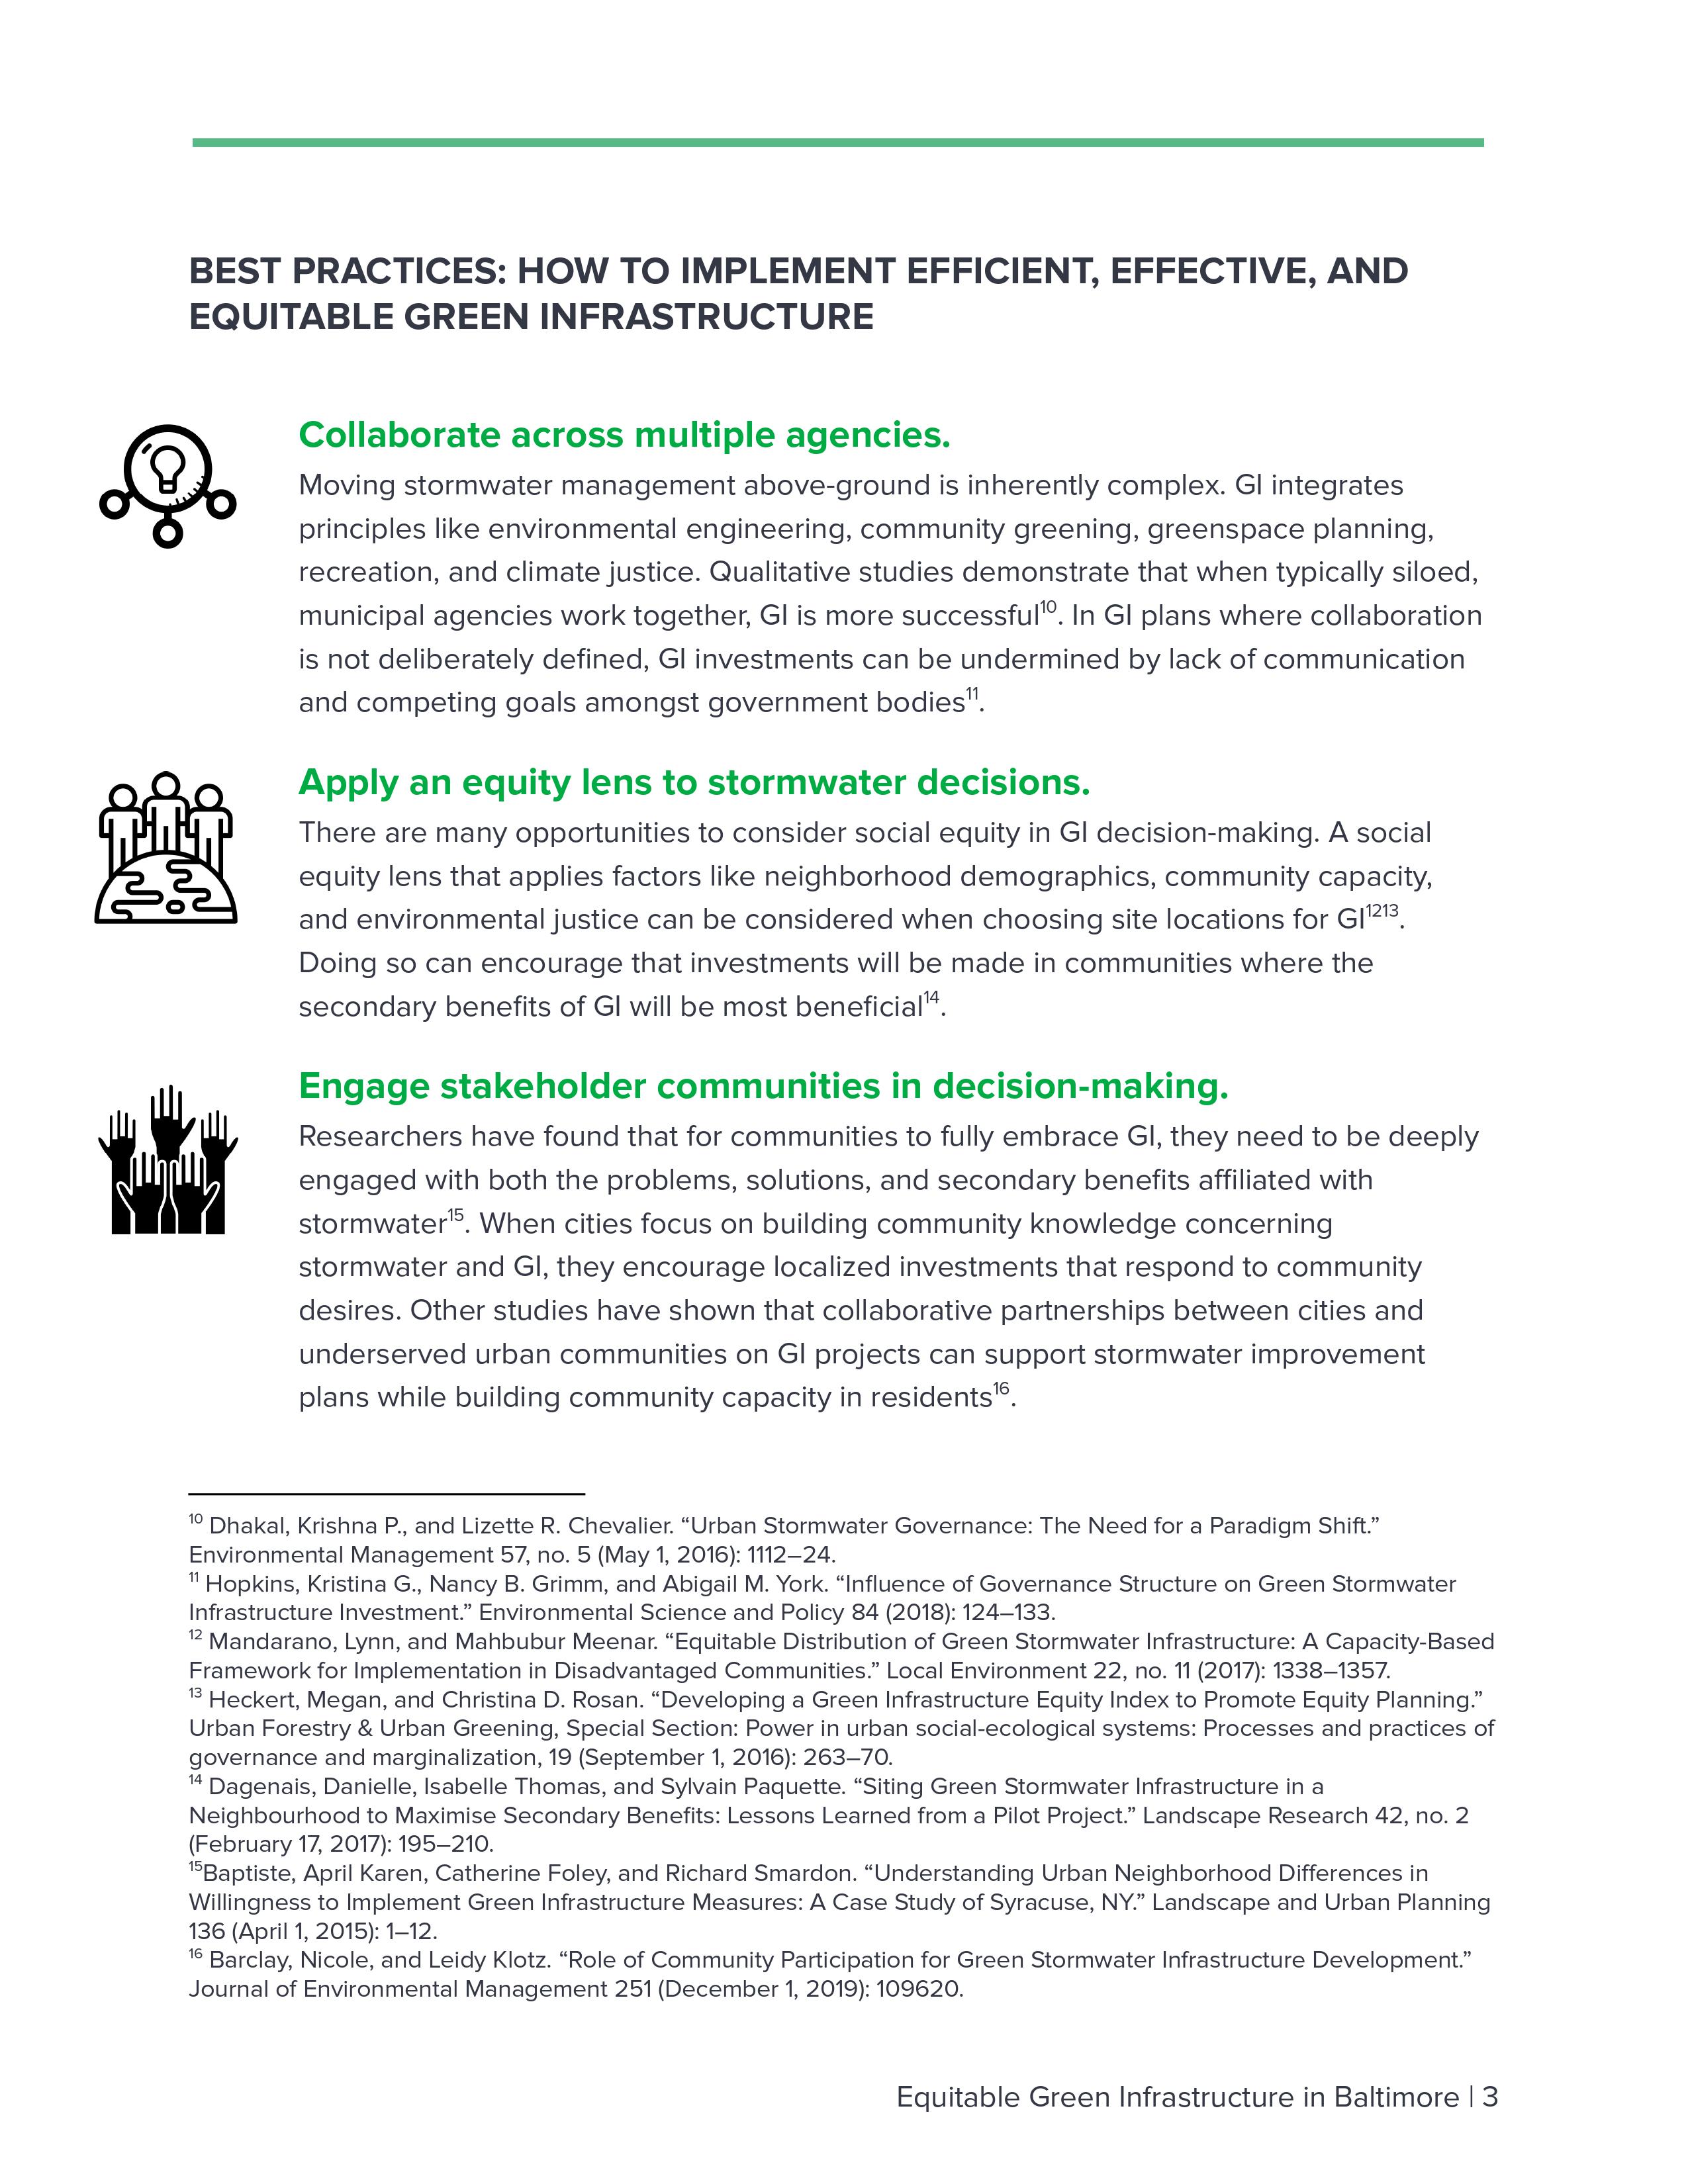 BEST PRACTICES: HOW TO IMPLEMENT EFFICIENT, EFFECTIVE, AND
EQUITABLE GREEN INFRASTRUCTURE
Collaborate across multiple agencies.
Moving stormwater management above-ground is inherently complex. GI integrates
principles like environmental engineering, community greening, greenspace planning,
recreation, and climate justice. Qualitative studies demonstrate that when typically siloed,
municipal agencies work together, GI is more successful¹⁰. In GI plans where collaboration
is not deliberately defined, GI investments can be undermined by lack of communication
and competing goals amongst government bodies¹¹.
Apply an equity lens to stormwater decisions.
There are many opportunities to consider social equity in GI decision-making. A social
equity lens that applies factors like neighborhood demographics, community capacity,
and environmental justice can be considered when choosing site locations for GI¹²¹³.
Doing so can encourage that investments will be made in communities where the
secondary benefits of GI will be most beneficial¹⁴.
Engage stakeholder communities in decision-making.
Researchers have found that for communities to fully embrace GI, they need to be deeply
engaged with both the problems, solutions, and secondary benefits affiliated with
stormwater¹⁵. When cities focus on building community knowledge concerning
stormwater and GI, they encourage localized investments that respond to community
desires. Other studies have shown that collaborative partnerships between cities and
underserved urban communities on GI projects can support stormwater improvement
plans while building community capacity in residents¹⁶.
¹⁰ Dhakal, Krishna P., and Lizette R. Chevalier. “Urban Stormwater Governance: The Need for a Paradigm Shift.”
Environmental Management 57, no. 5 (May 1, 2016): 1112–24.
¹¹ Hopkins, Kristina G., Nancy B. Grimm, and Abigail M. York. “Influence of Governance Structure on Green Stormwater
Infrastructure Investment.” Environmental Science and Policy 84 (2018): 124–133.
¹² Mandarano, Lynn, and Mahbubur Meenar. “Equitable Distribution of Green Stormwater Infrastructure: A Capacity-Based
Framework for Implementation in Disadvantaged Communities.” Local Environment 22, no. 11 (2017): 1338–1357.
¹³ Heckert, Megan, and Christina D. Rosan. “Developing a Green Infrastructure Equity Index to Promote Equity Planning.”
Urban Forestry & Urban Greening, Special Section: Power in urban social-ecological systems: Processes and practices of
governance and marginalization, 19 (September 1, 2016): 263–70.
¹⁴ Dagenais, Danielle, Isabelle Thomas, and Sylvain Paquette. “Siting Green Stormwater Infrastructure in a
Neighbourhood to Maximise Secondary Benefits: Lessons Learned from a Pilot Project.” Landscape Research 42, no. 2
(February 17, 2017): 195–210.
¹⁵Baptiste, April Karen, Catherine Foley, and Richard Smardon. “Understanding Urban Neighborhood Differences in
Willingness to Implement Green Infrastructure Measures: A Case Study of Syracuse, NY.” Landscape and Urban Planning
136 (April 1, 2015): 1–12.
¹⁶ Barclay, Nicole, and Leidy Klotz. “Role of Community Participation for Green Stormwater Infrastructure Development.”
Journal of Environmental Management 251 (December 1, 2019): 109620.
Equitable Green Infrastructure in Baltimore | 3